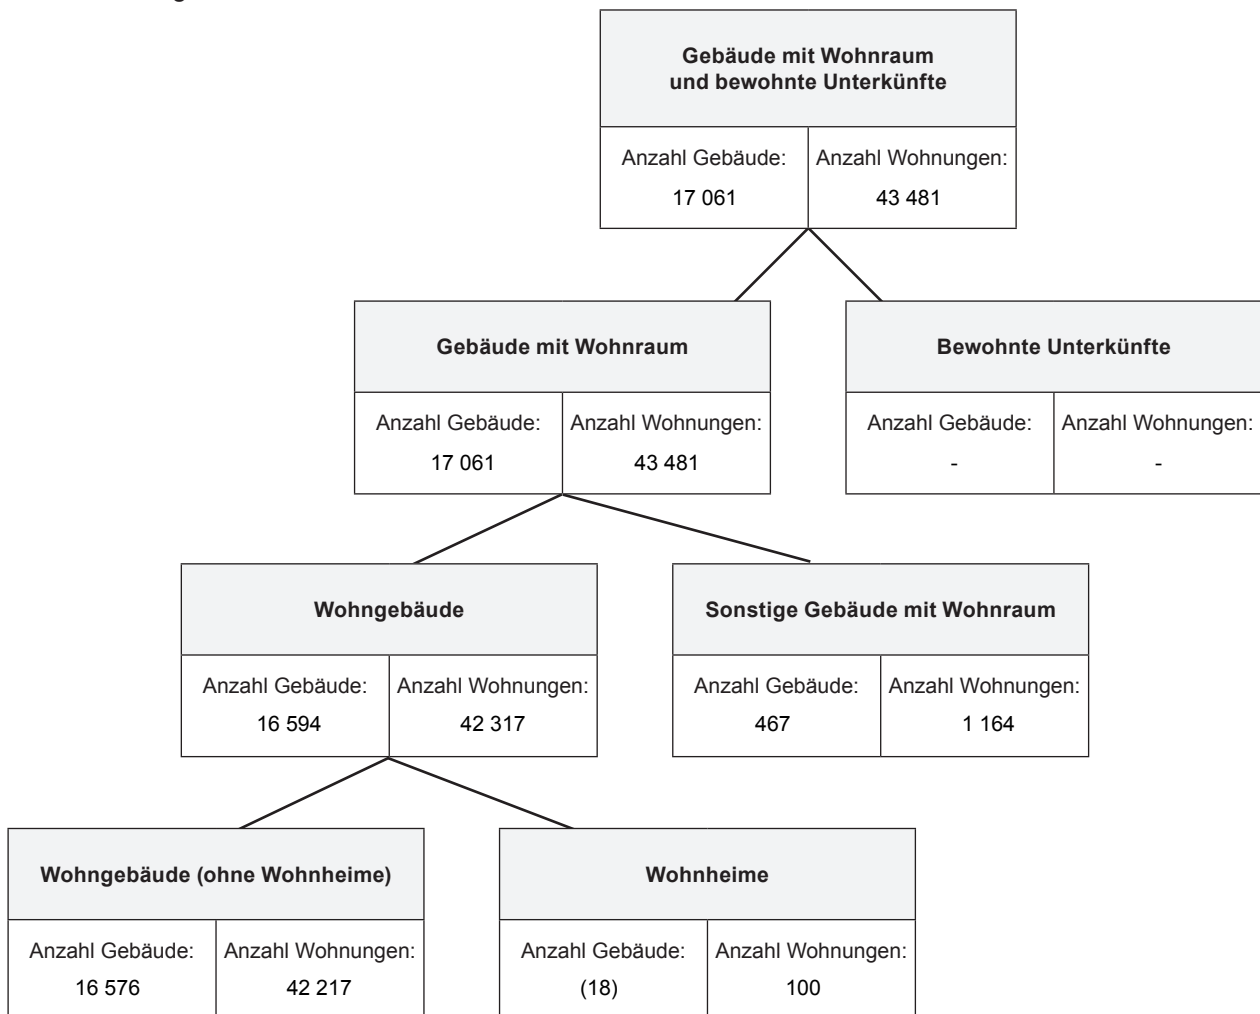 Gebäude mit Wohnraum
und bewohnte Unterkünfte
Anzahl Gebäude: Anzahl Wohnungen:
17 061 43 481
Gebäude mit Wohnraum Bewohnte Unterkünfte
Anzahl Gebäude: Anzahl Wohnungen: Anzahl Gebäude: Anzahl Wohnungen:
17 061 43 481 - -
Wohngebäude Sonstige Gebäude mit Wohnraum
Anzahl Gebäude: Anzahl Wohnungen: Anzahl Gebäude: Anzahl Wohnungen:
16 594 42 317 467 1 164
Wohngebäude (ohne Wohnheime) Wohnheime
Anzahl Gebäude: Anzahl Wohnungen: Anzahl Gebäude: Anzahl Wohnungen:
16 576 42 217 (18) 100